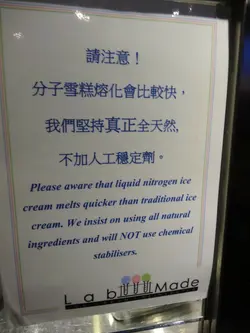 請注意！
分子雪糕熔化會比較快，
我們堅持真正全天然,
不加人工穩定劑。
Please aware that liquid nitrogen ice
cream melts quicker than traditional ice
cream. We insist on using all natural
ingredients and will NOT use chemical
stabilisers.
Lab Made